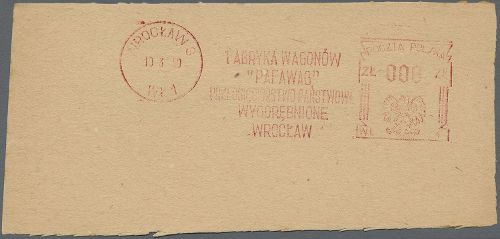 WROCŁAW 3
FABRYKA WAGONÓW
"PAFAWAG"
PRZEDSIĘBIORSTWO PAŃSTWOWE
WYODRĘBNIONE
WROCŁAW
POCZTA POLSKA
ZŁ 000